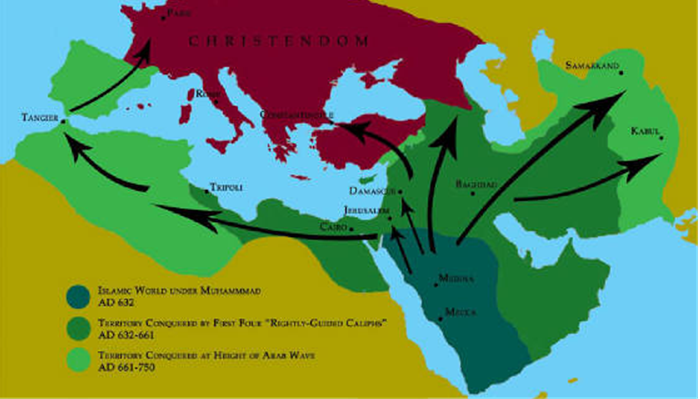 PARIS
CHRISTENDOM
SAMARKAND
ROME
CONSTANTINOPLE
TANGIER
KABUL
TRIPOLI
DAMASCUS
BAGHDAD
JERUSALEM
CAIRO
MEDINA
MECCA
ISLAMIC WORLD UNDER MUHAMMMAD
AD 632
TERRITORY CONQUERED BY FIRST FOUR "RIGHTLY-GUIDED CALIPHS"
AD 632-661
TERRITORY CONQUERED AT HEIGHT OF ARAB WAVE
AD 661-750